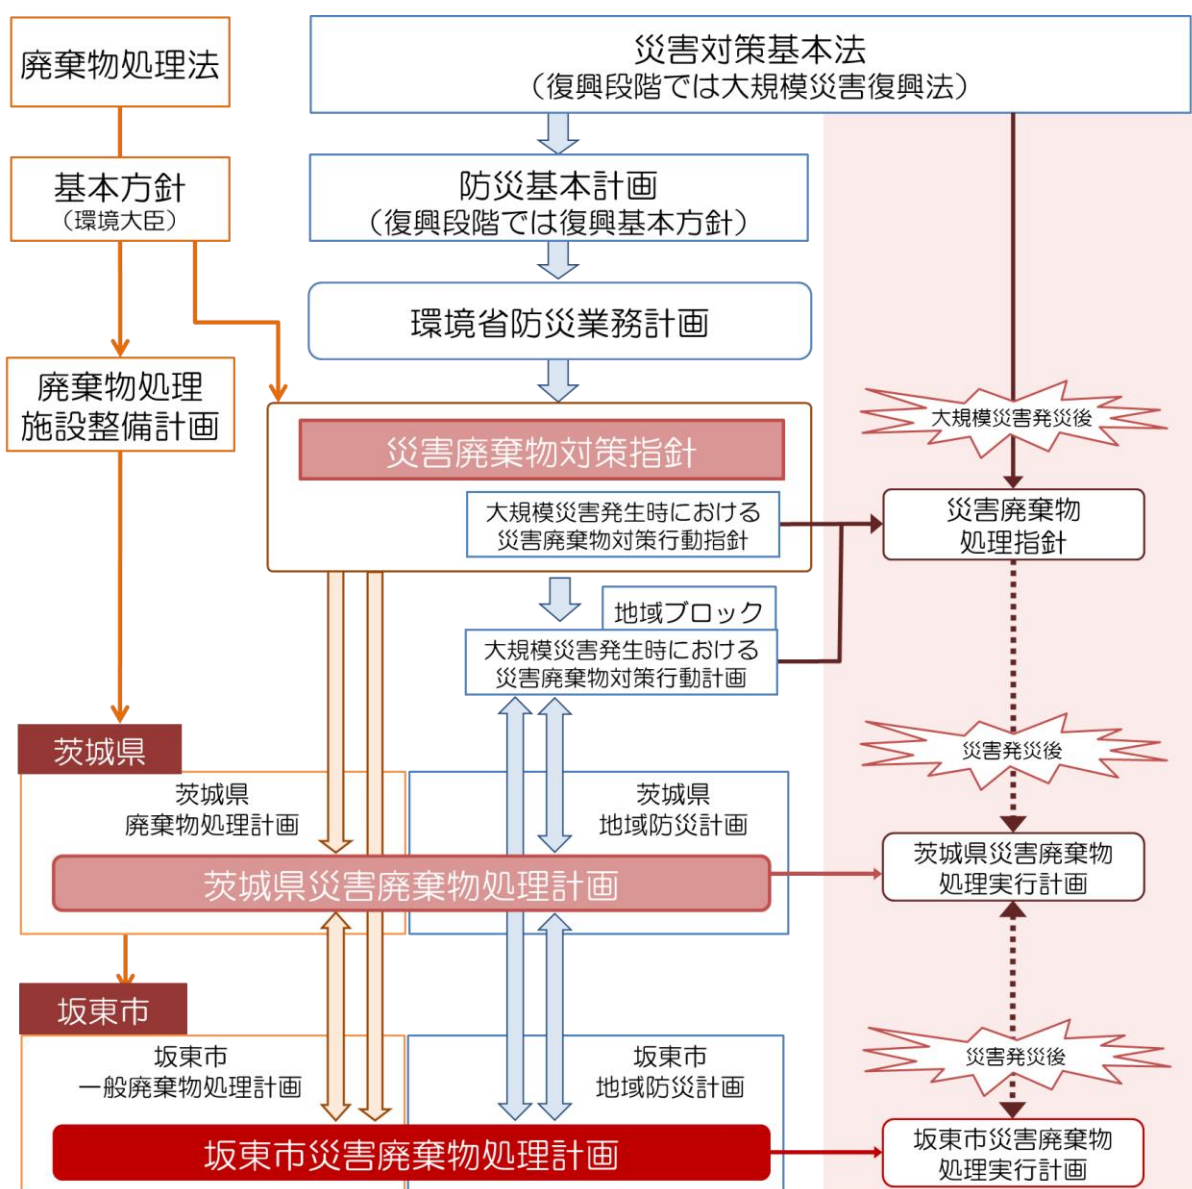 廃棄物処理法
災害対策基本法
（復興段階では大規模災害復興法）
基本方針
（環境大臣）
防災基本計画
（復興段階では復興基本方針）
環境省防災業務計画
廃棄物処理
施設整備計画
大規模災害発災後
災害廃棄物対策指針
大規模災害発生時における
災害廃棄物対策行動指針
災害廃棄物
処理指針
地域ブロック
大規模災害発生時における
災害廃棄物対策行動計画
茨城県
災害発災後
茨城県
廃棄物処理計画
茨城県
地域防災計画
茨城県災害廃棄物処理計画
茨城県災害廃棄物
処理実行計画
坂東市
災害発災後
坂東市
一般廃棄物処理計画
坂東市
地域防災計画
坂東市災害廃棄物処理計画
坂東市災害廃棄物
処理実行計画